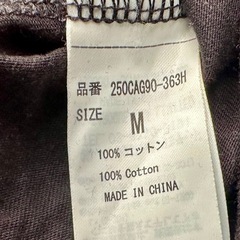 品番 250CAG90-363H
SIZE
M
100% コットン
100% Cotton
MADE IN CHINA